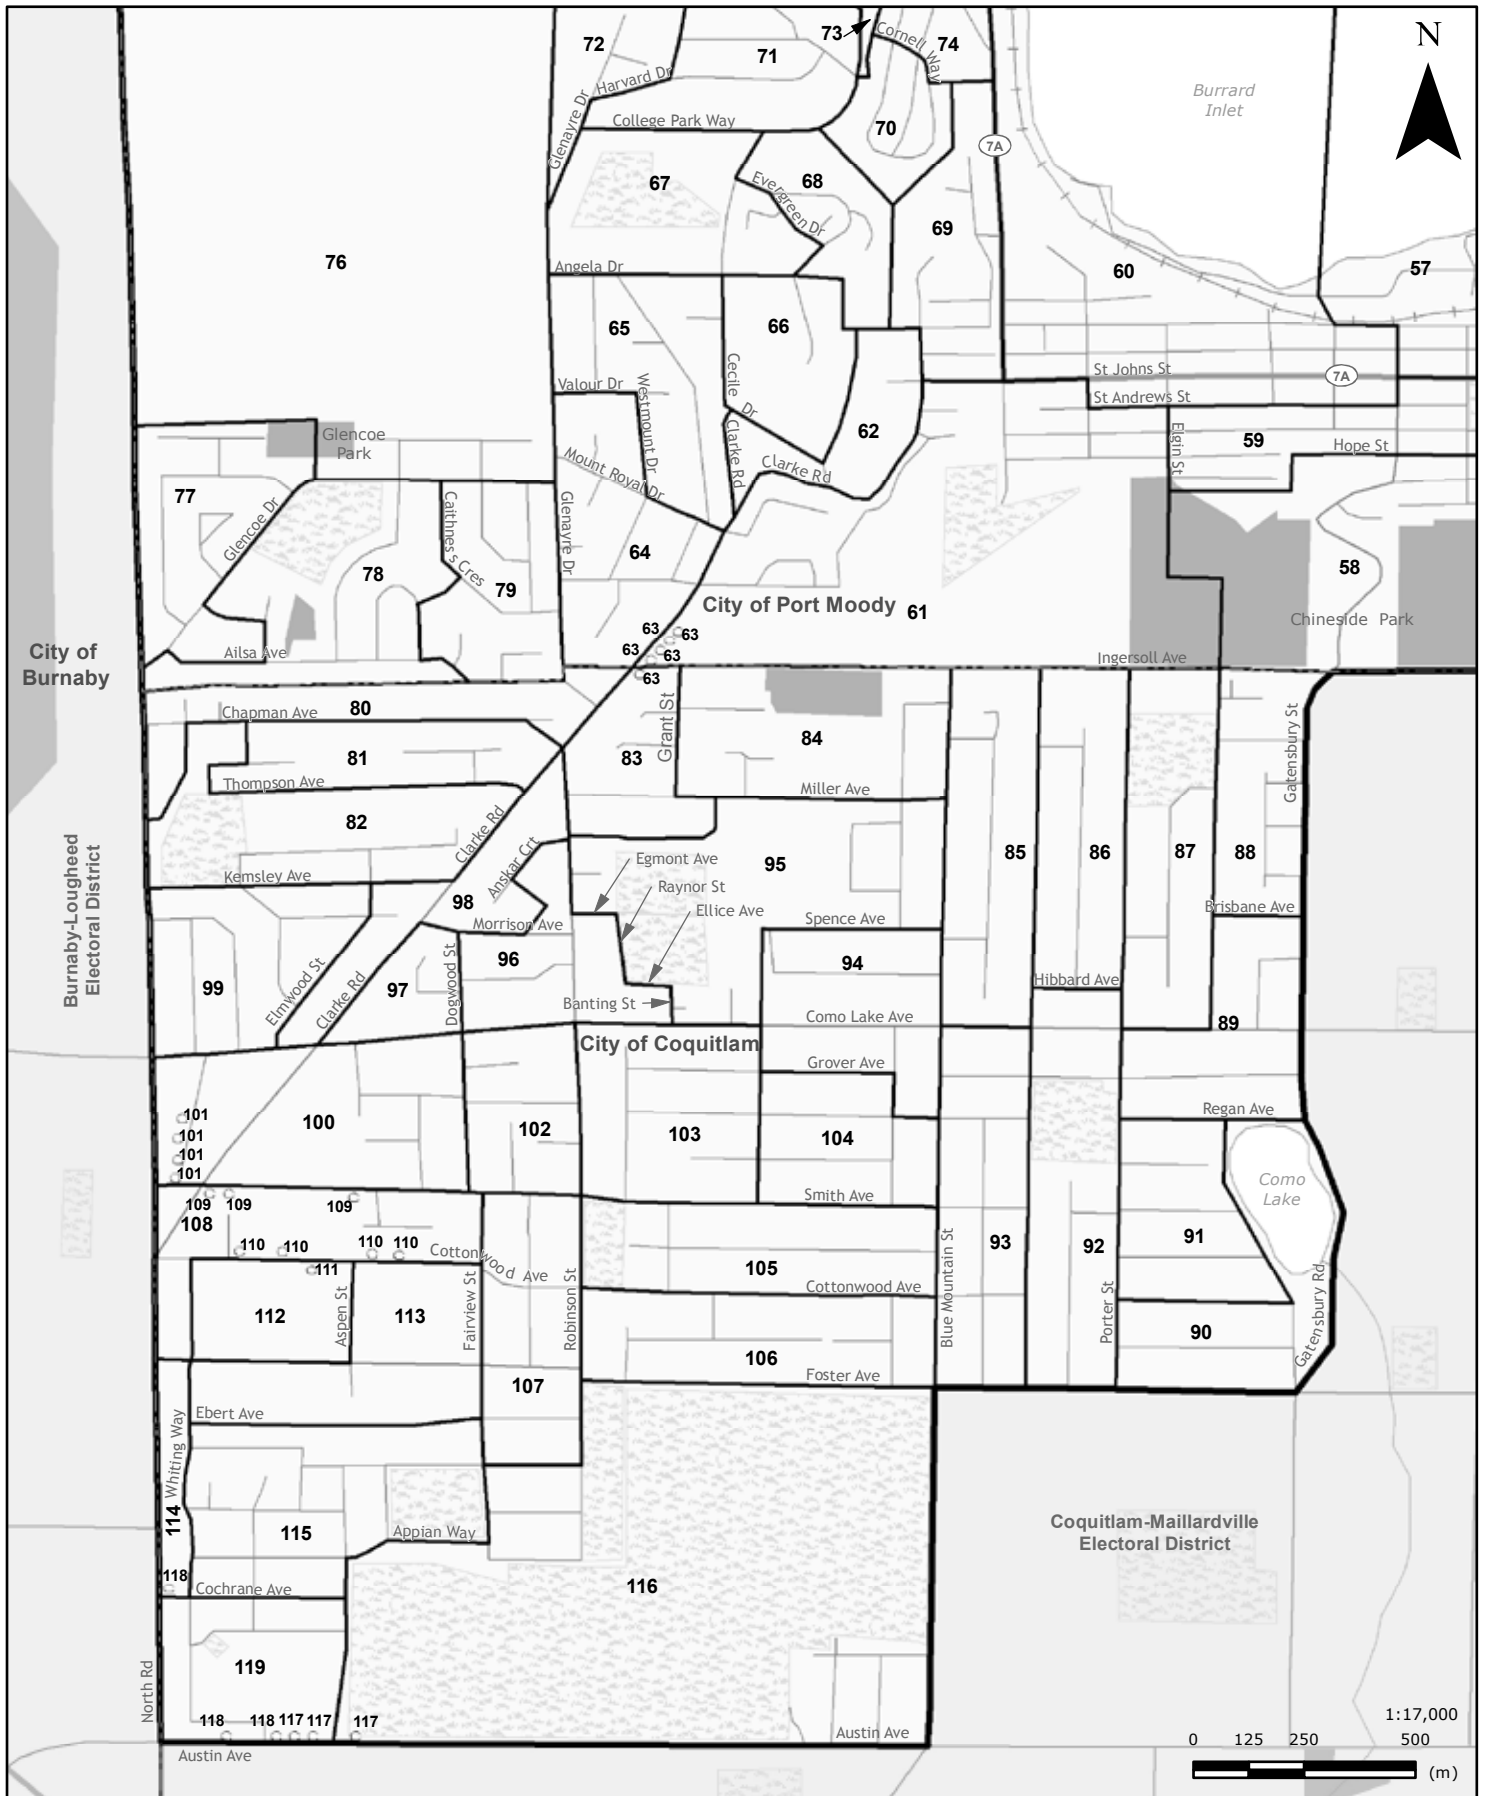 72
73
Cornell Way
74
N
71
Harvard Dr
Glenayre Dr
College Park Way
70
7A
Burrard
Inlet
67
Evergreen Dr
68
69
76
Angela Dr
60
57
65
66
Cecile Dr
St Johns St
7A
Valour Dr
Westmount Dr
St Andrews St
62
Clarke Rd
Elgin St
59
Hope St
Glencoe
Park
Mount Royal Dr
Clarke Rd
77
Glencoe Dr
Caithness Cres
Glenayre Dr
64
78
79
58
City of Port Moody
61
Chineside Park
63
63
63
63
63
City of
Burnaby
Ailsa Ave
Ingersoll Ave
80
Chapman Ave
Grant St
Gatensbury St
81
83
84
Thompson Ave
Miller Ave
82
Clarke Rd
Anskar Crt
Egmont Ave
95
85
86
87
88
Kemsley Ave
Raynor St
Burnaby-Lougheed
Electoral District
98
Ellice Ave
Brisbane Ave
Morrison Ave
Spence Ave
96
94
99
Elmwood St
Clarke Rd
97
Dogwood St
Hibbard Ave
Banting St
Como Lake Ave
89
City of Coquitlam
Grover Ave
101
101
101
101
100
102
103
104
Regan Ave
Como
Lake
Smith Ave
109
109
109
108
110
110
110
110
Cottonwood Ave
111
Blue Mountain St
93
92
91
105
Cottonwood Ave
112
Aspen St
113
Fairview St
Robinson St
Porter St
Gatensbury Rd
90
106
Foster Ave
107
Ebert Ave
Whiting Way
114
115
Appian Way
Coquitlam-Maillardville
Electoral District
118
Cochrane Ave
116
119
North Rd
118
118
117
117
117
Austin Ave
Austin Ave
1:17,000
0
125
250
500
(m)